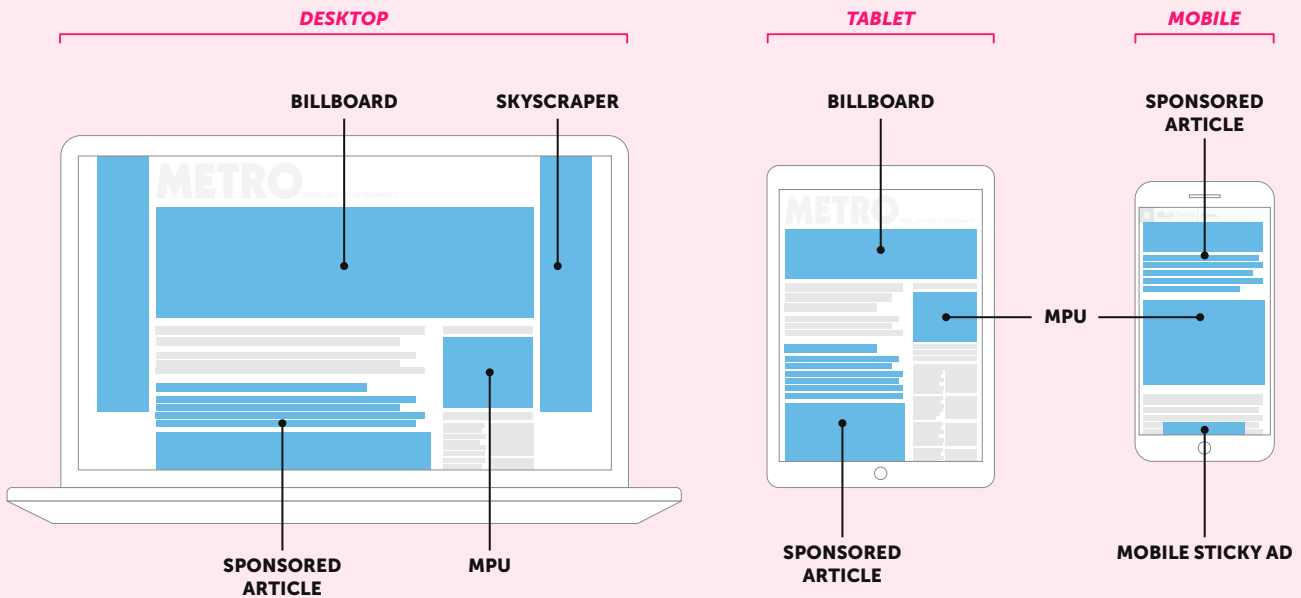 DESKTOP
TABLET
MOBILE
BILLBOARD
SKYSCRAPER
BILLBOARD
SPONSORED
ARTICLE
METRO
METRO
MPU
SPONSORED
ARTICLE
MPU
SPONSORED
ARTICLE
MOBILE STICKY AD